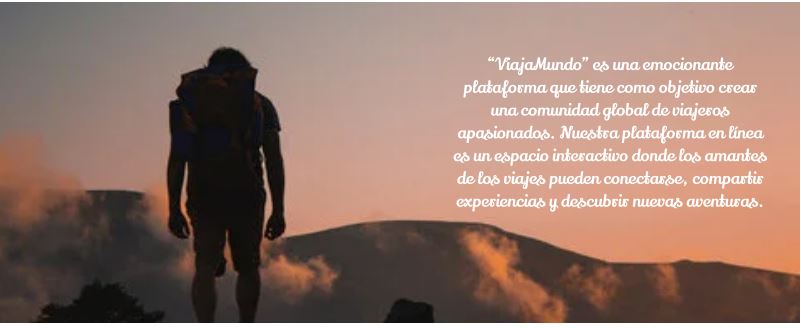 “ViajaMundo” es una emocionante
plataforma que tiene como objetivo crear
una comunidad global de viajeros
apasionados. Nuestra plataforma en línea
es un espacio interactivo donde los amantes
de los viajes pueden conectarse, compartir
experiencias y descubrir nuevas aventuras.